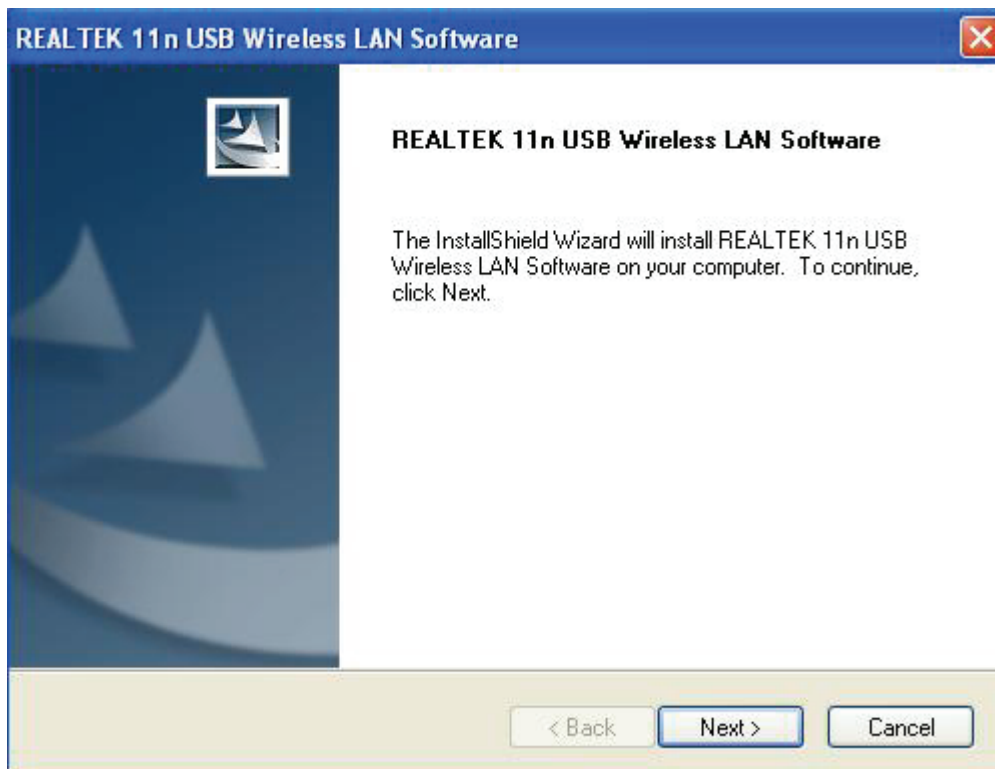 REALTEK 11n USB Wireless LAN Software
REALTEK 11n USB Wireless LAN Software
The InstallShield Wizard will install REALTEK 11n USB
Wireless LAN Software on your computer.  To continue,
click Next.
< Back
Next >
Cancel